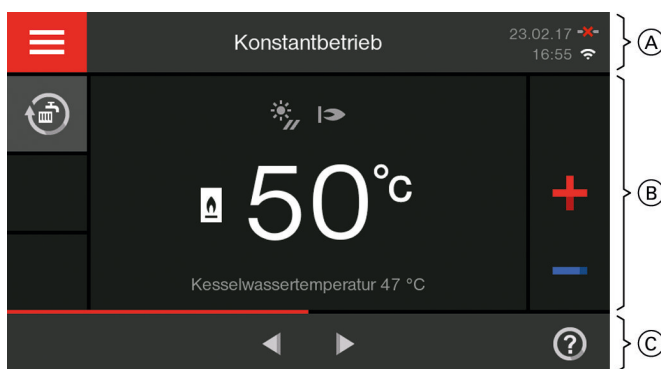 Konstantbetrieb
23.02.17
16:55
A
50°C
B
Kesselwassertemperatur 47 °C
?
C